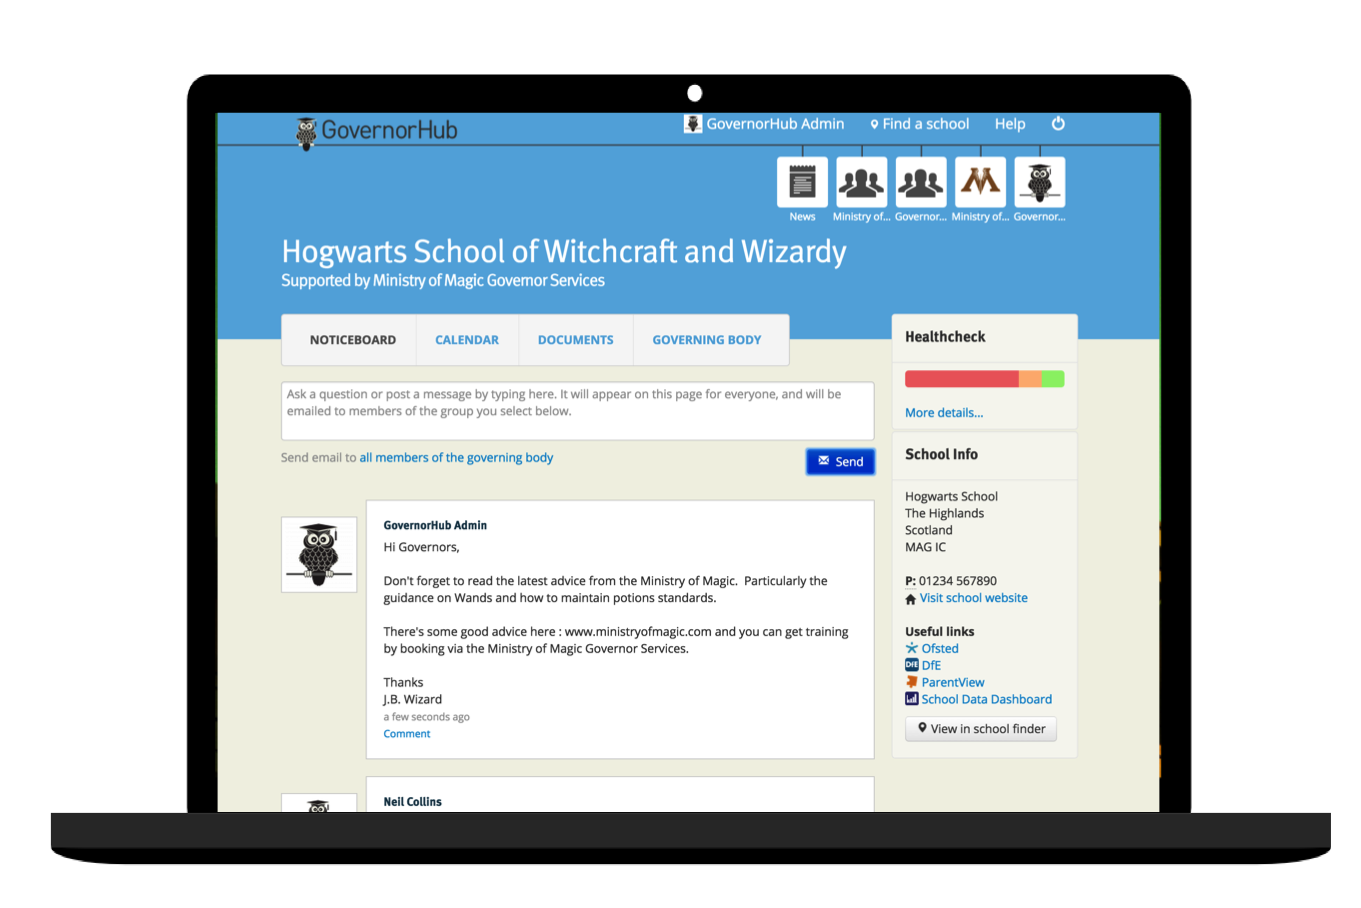 GovernorHub
GovernorHub Admin
Find a school
Help
News
Ministry of...
Governor...
Ministry of...
Governor...
Hogwarts School of Witchcraft and Wizardy
Supported by Ministry of Magic Governor Services
NOTICEBOARD
CALENDAR
DOCUMENTS
GOVERNING BODY
Ask a question or post a message by typing here. It will appear on this page for everyone, and will be
emailed to members of the group you select below.
Send email to all members of the governing body
Send
GovernorHub Admin
Hi Governors,
Don't forget to read the latest advice from the Ministry of Magic.  Particularly the
guidance on Wands and how to maintain potions standards.
There's some good advice here : www.ministryofmagic.com and you can get training
by booking via the Ministry of Magic Governor Services.
Thanks
J.B. Wizard
a few seconds ago
Comment
Neil Collins
Healthcheck
More details...
School Info
Hogwarts School
The Highlands
Scotland
MAG IC
P: 01234 567890
Visit school website
Useful links
Ofsted
DfE DfE
ParentView
School Data Dashboard
View in school finder